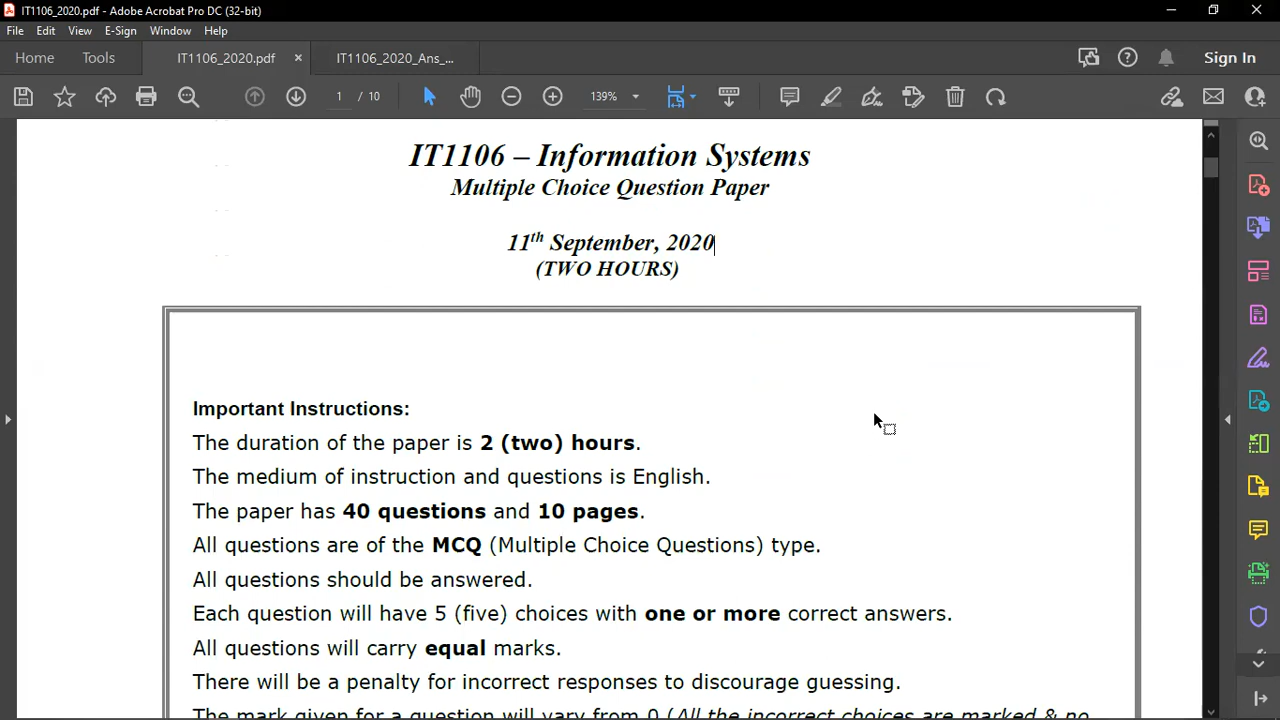 IT1106_2020.pdf - Adobe Acrobat Pro DC (32-bit)
File Edit View E-Sign Window Help
Home Tools IT1106_2020.pdf × IT1106_2020_Ans_... Sign In
1 / 10 139%
IT1106 – Information Systems
Multiple Choice Question Paper
11th September, 2020
(TWO HOURS)
Important Instructions:
The duration of the paper is 2 (two) hours.
The medium of instruction and questions is English.
The paper has 40 questions and 10 pages.
All questions are of the MCQ (Multiple Choice Questions) type.
All questions should be answered.
Each question will have 5 (five) choices with one or more correct answers.
All questions will carry equal marks.
There will be a penalty for incorrect responses to discourage guessing.
The mark given for a question will vary from 0 (All the incorrect choices are marked & no